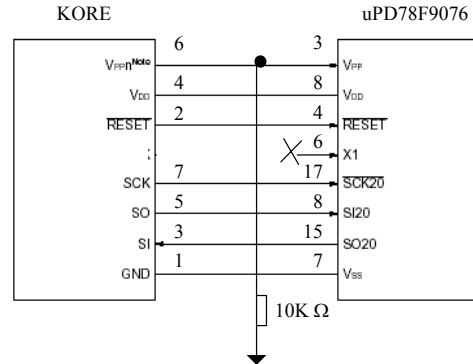 KORE uPD78F9076
6 3
VPPnNote VPP
4 8
VDD VDD
2 4
RESET RESET
6
X1
7 17
SCK SCK20
5 8
SO SI20
3 15
SI SO20
1 7
GND VSS
10K Ω